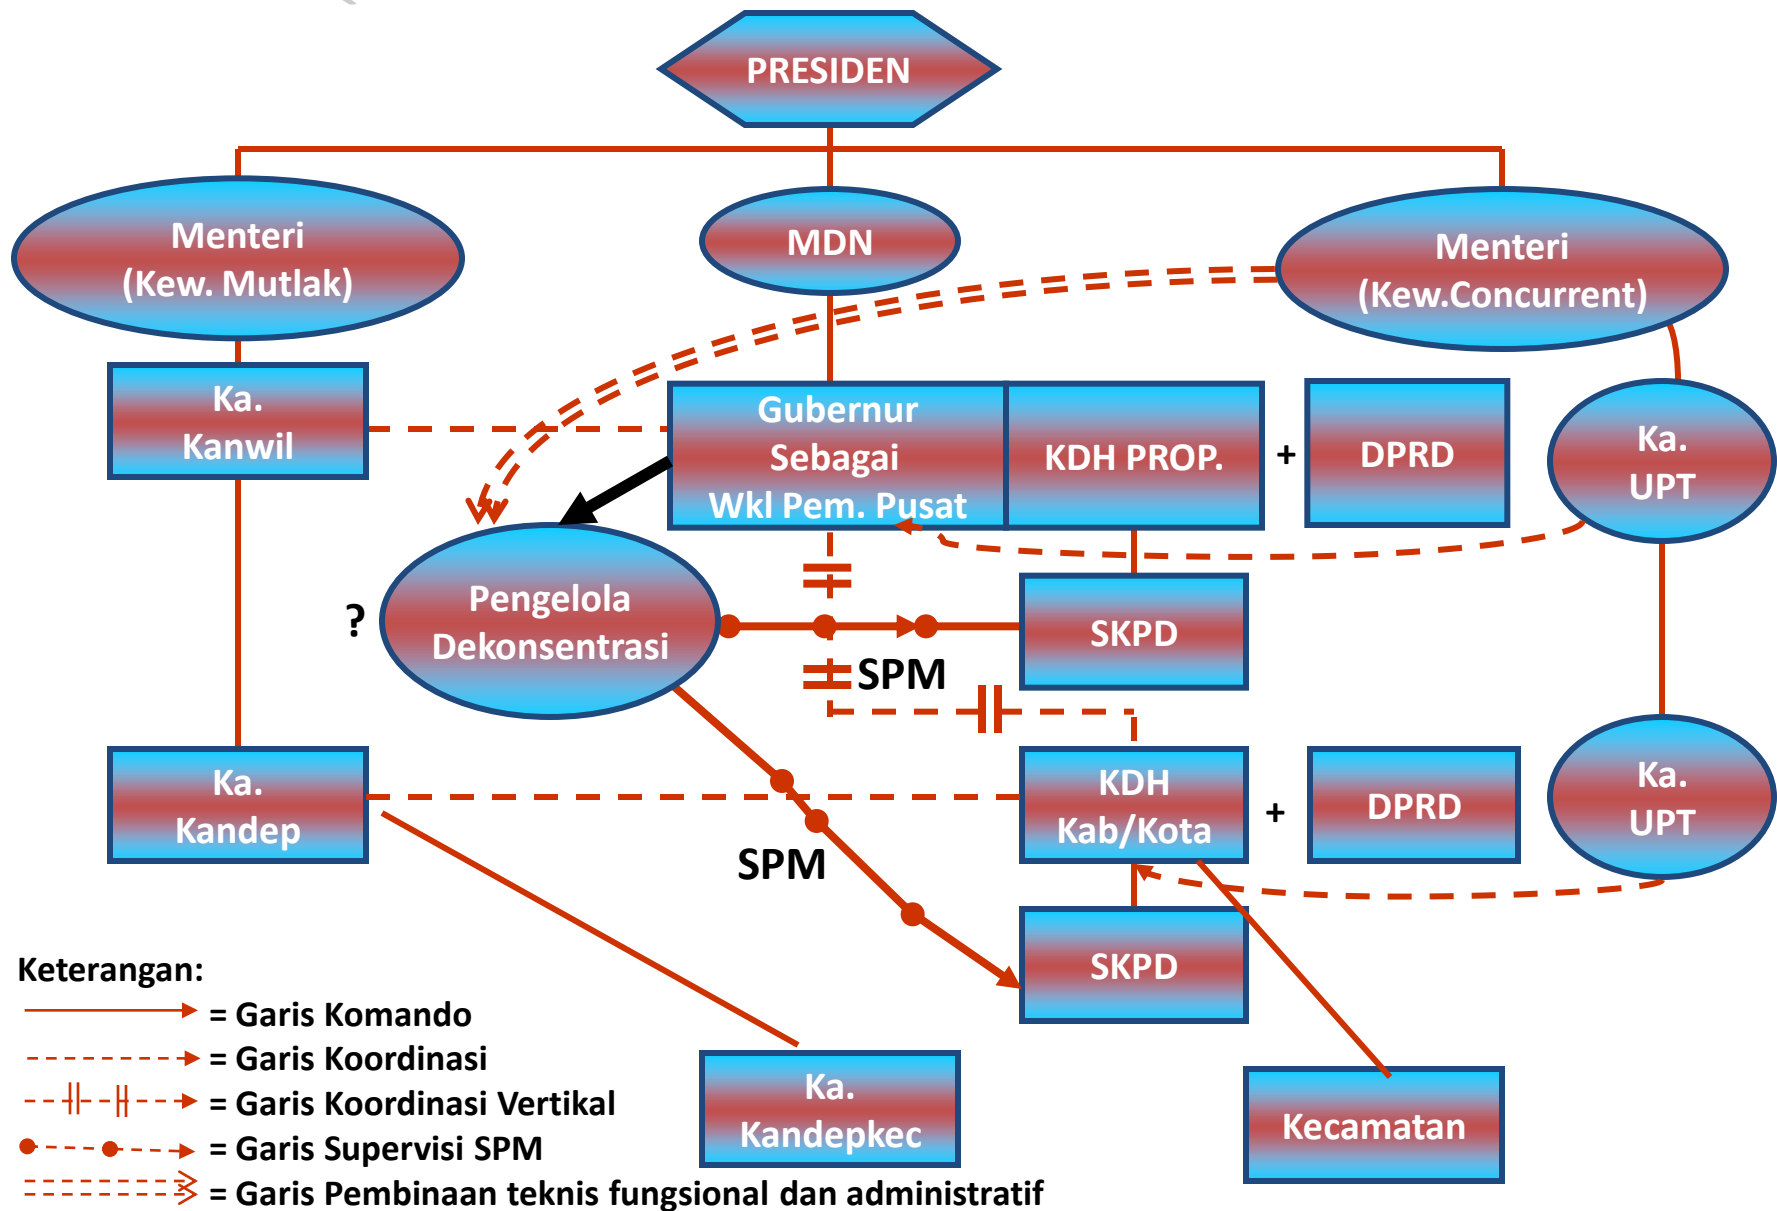 PRESIDEN
Menteri
(Kew. Mutlak)
MDN
Menteri
(Kew.Concurrent)
Ka.
Kanwil
Gubernur
Sebagai
Wkl Pem. Pusat
KDH PROP.
+
DPRD
Ka.
UPT
?
Pengelola
Dekonsentrasi
SPM
SKPD
Ka.
Kandep
SPM
KDH
Kab/Kota
+
DPRD
Ka.
UPT
SKPD
Ka.
Kandepkec
Kecamatan
Keterangan:
= Garis Komando
= Garis Koordinasi
= Garis Koordinasi Vertikal
= Garis Supervisi SPM
= Garis Pembinaan teknis fungsional dan administratif